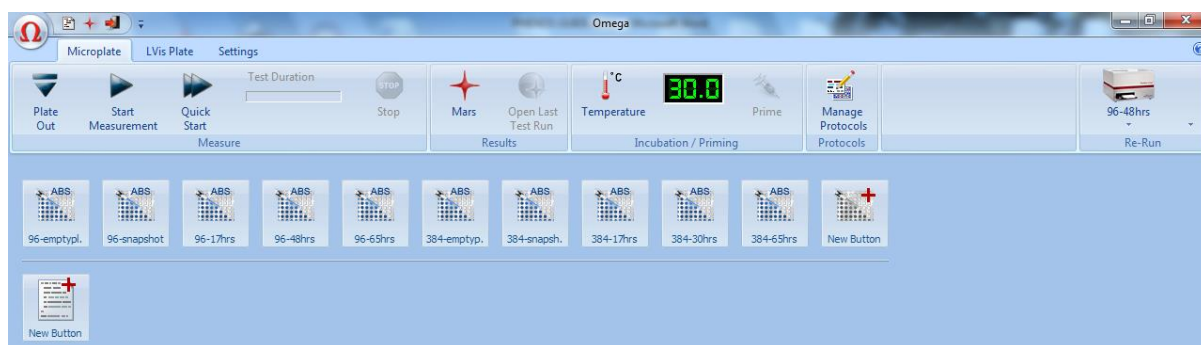 Ω
Omega
Microplate LVis Plate Settings
Test Duration
°C
30.0
STOP
Plate Out
Start Measurement
Quick Start
Stop
Mars
Open Last Test Run
Temperature
Prime
Manage Protocols
96-48hrs
Measure
Results
Incubation / Priming
Protocols
Re-Run
ABS ABS ABS ABS ABS ABS ABS ABS ABS ABS
96-emptypl. 96-snapshot 96-17hrs 96-48hrs 96-65hrs 384-emptyp. 384-snapsh. 384-17hrs 384-30hrs 384-65hrs New Button
New Button